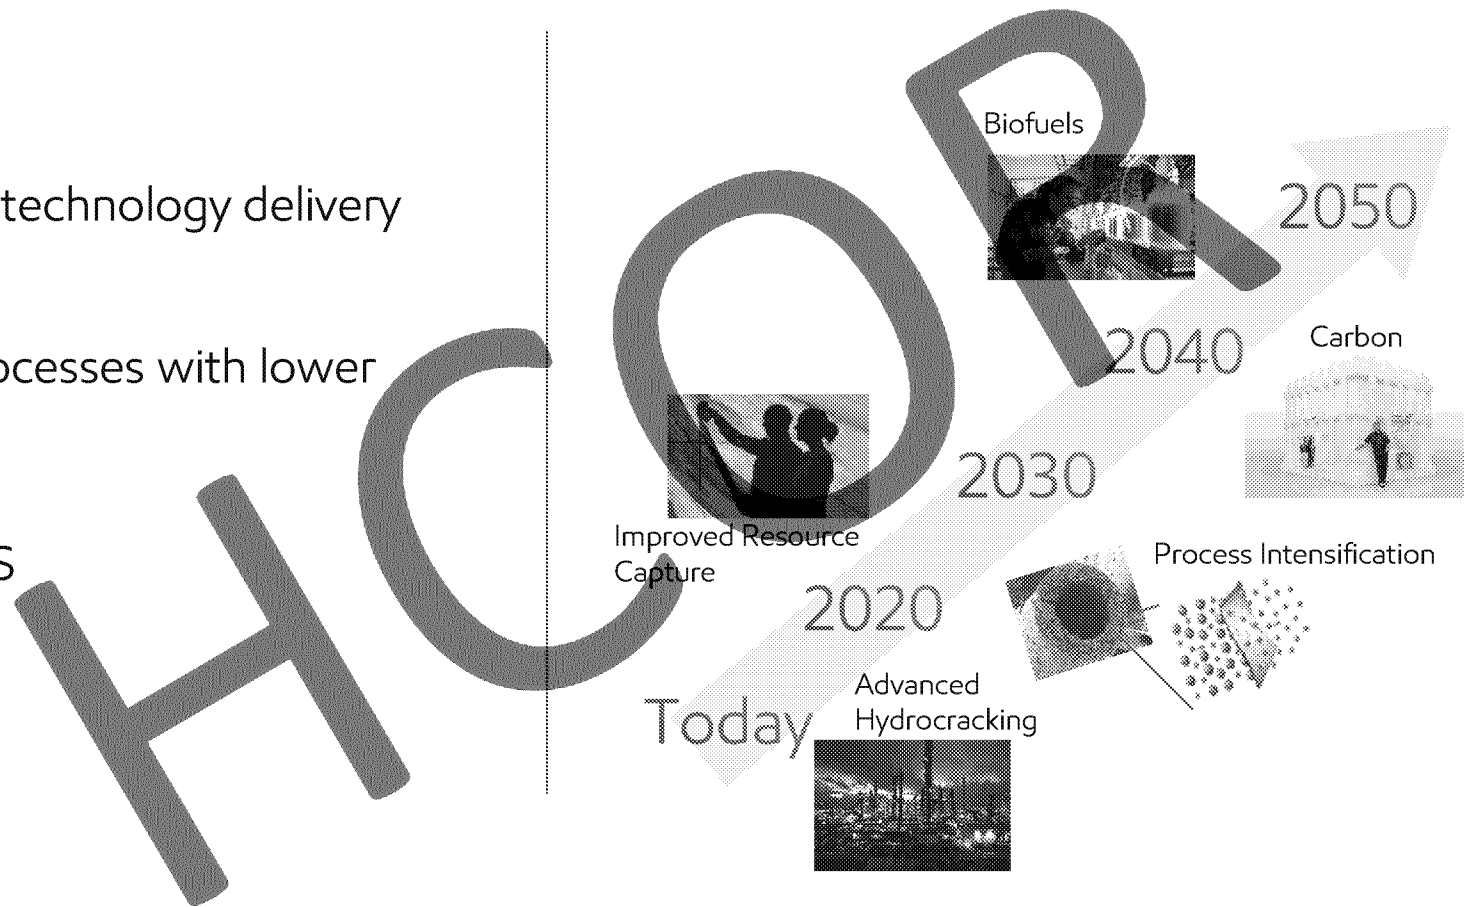 technology delivery
ocesses with lower
s
HCOR
Biofuels
2050
2040
Carbon
2030
Improved Resource
Capture
Process Intensification
2020
Advanced
Hydrocracking
Today